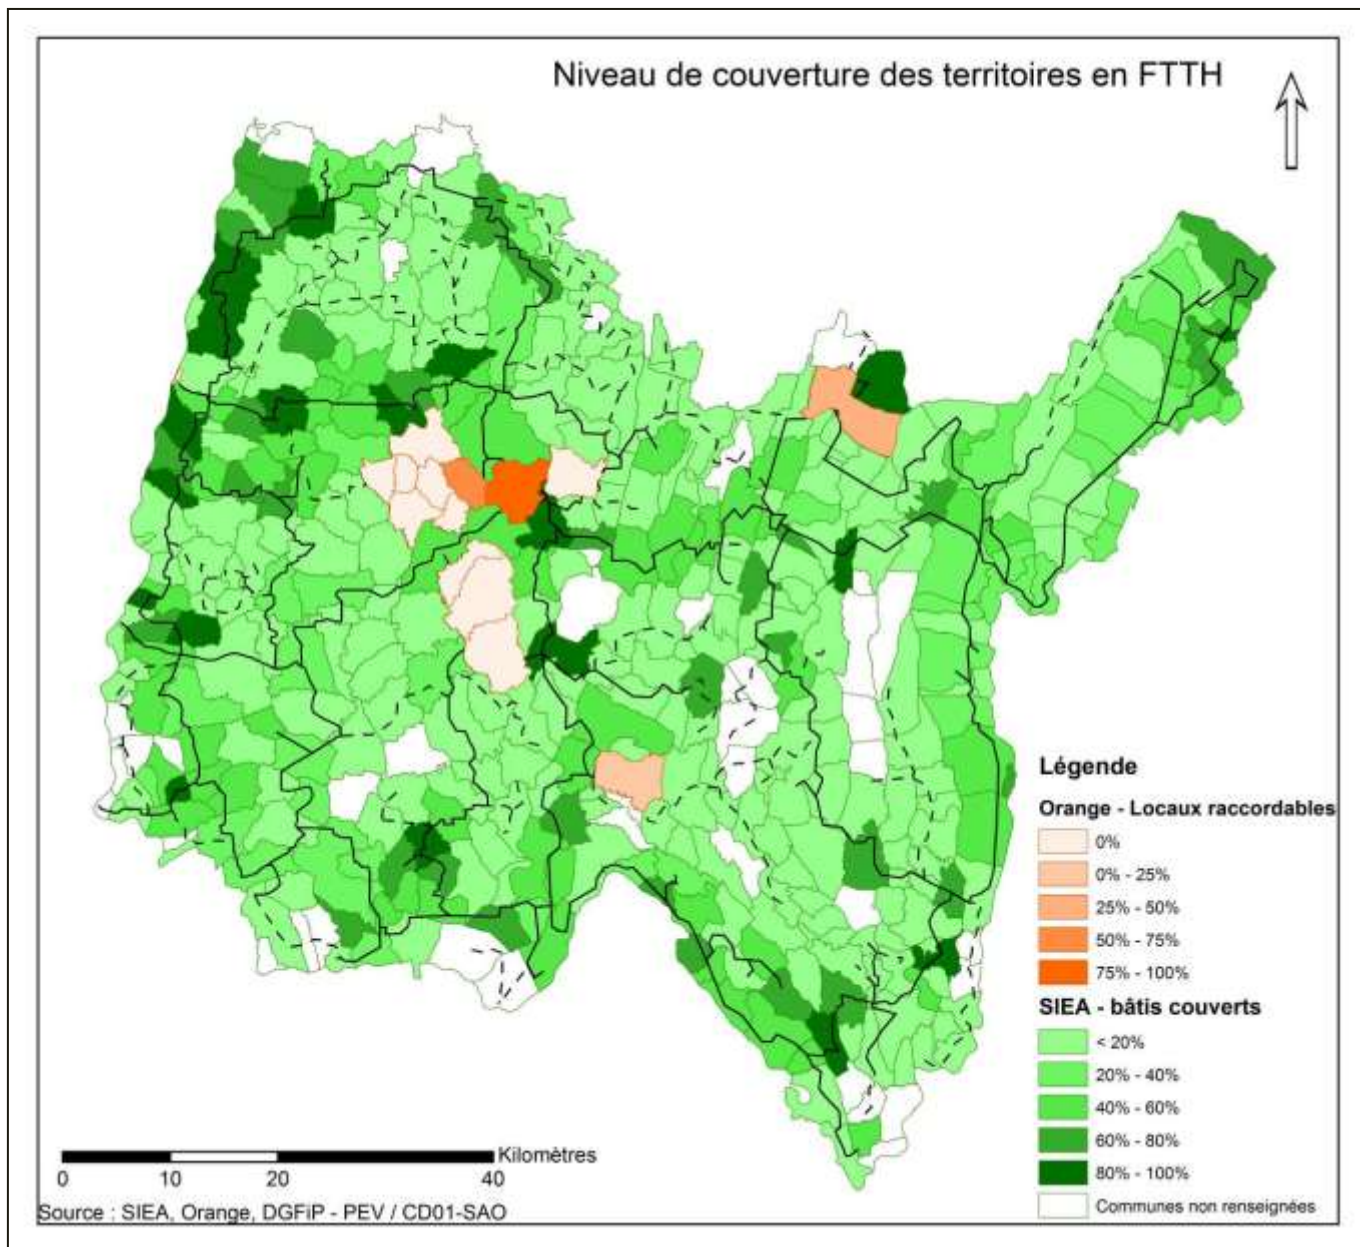 Niveau de couverture des territoires en FTTH
Légende
Orange - Locaux raccordables
0%
0% - 25%
25% - 50%
50% - 75%
75% - 100%
SIEA - bâtis couverts
< 20%
20% - 40%
40% - 60%
60% - 80%
80% - 100%
Communes non renseignées
Kilomètres
0 10 20 40
Source : SIEA, Orange, DGFiP - PEV / CD01-SAO